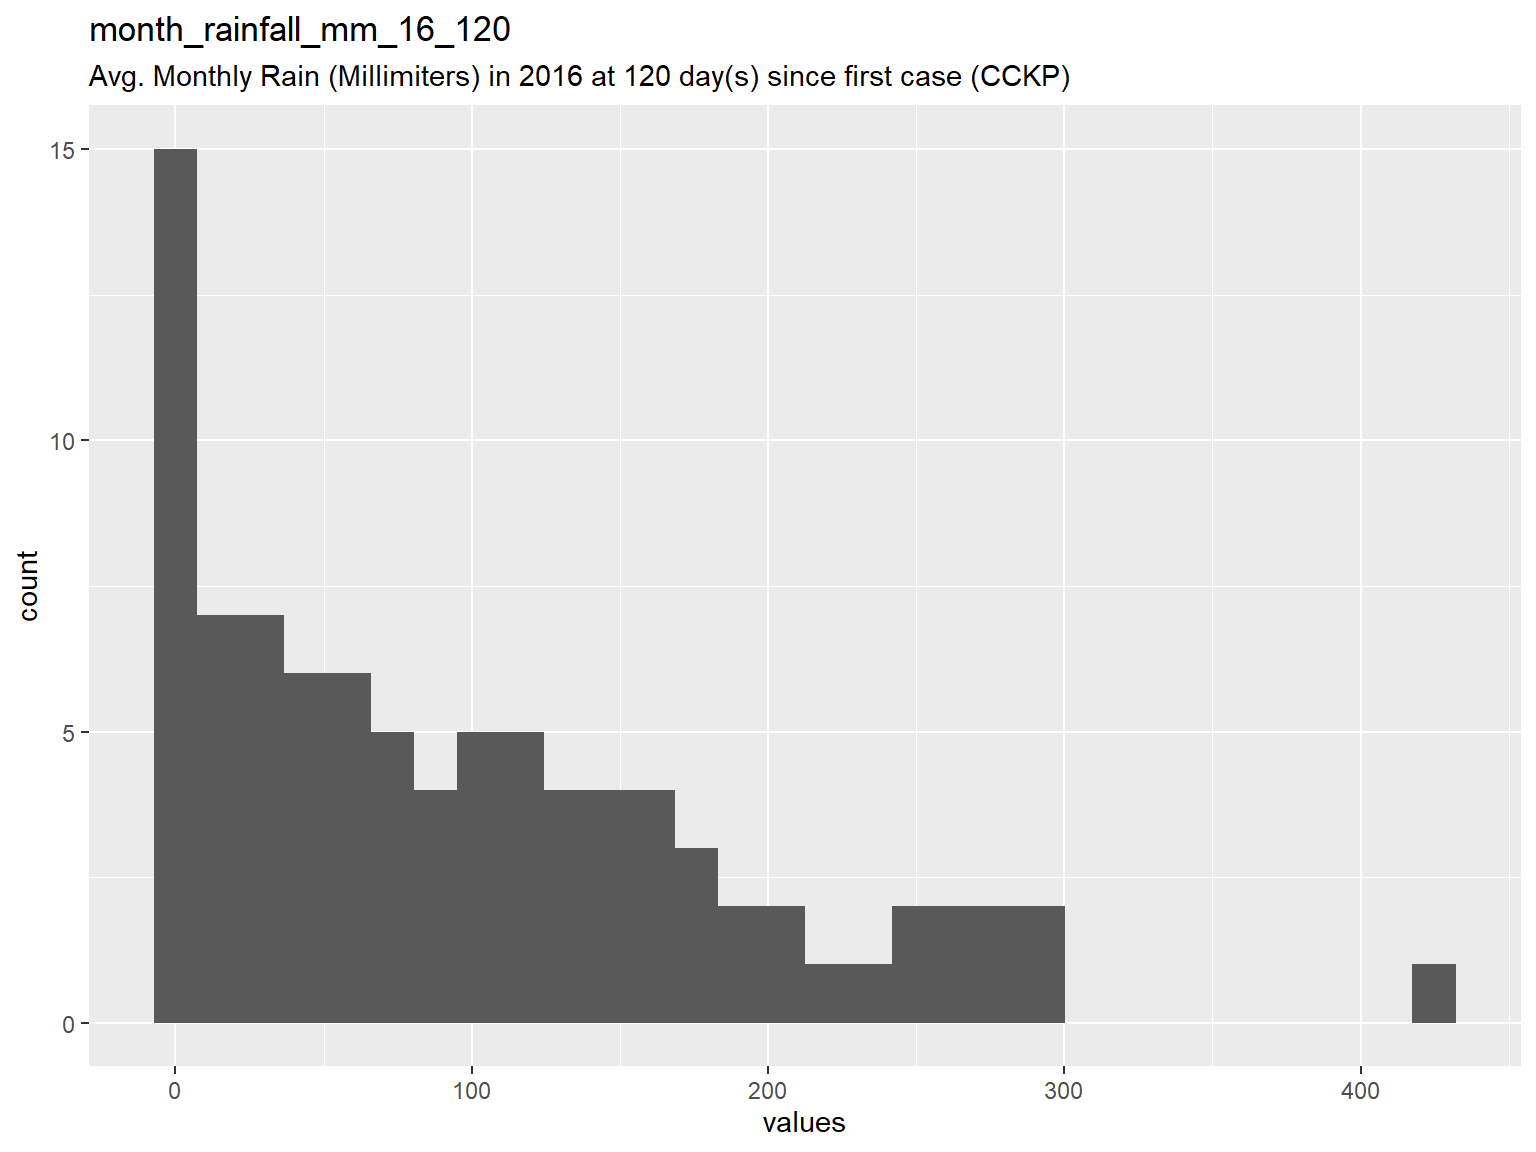 month_rainfall_mm_16_120
Avg. Monthly Rain (Millimiters) in 2016 at 120 day(s) since first case (CCKP)
15
10
5
0
count
0 100 200 300 400
values